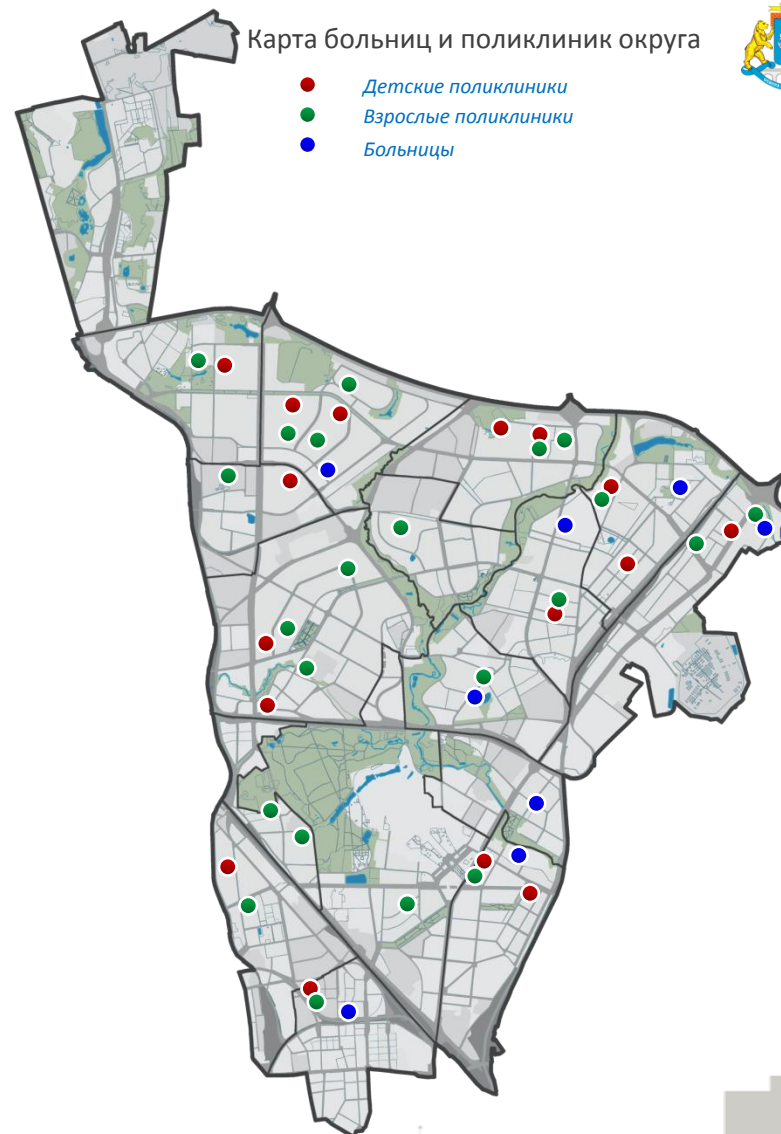 Карта больниц и поликлиник округа
Детские поликлиники
Взрослые поликлиники
Больницы